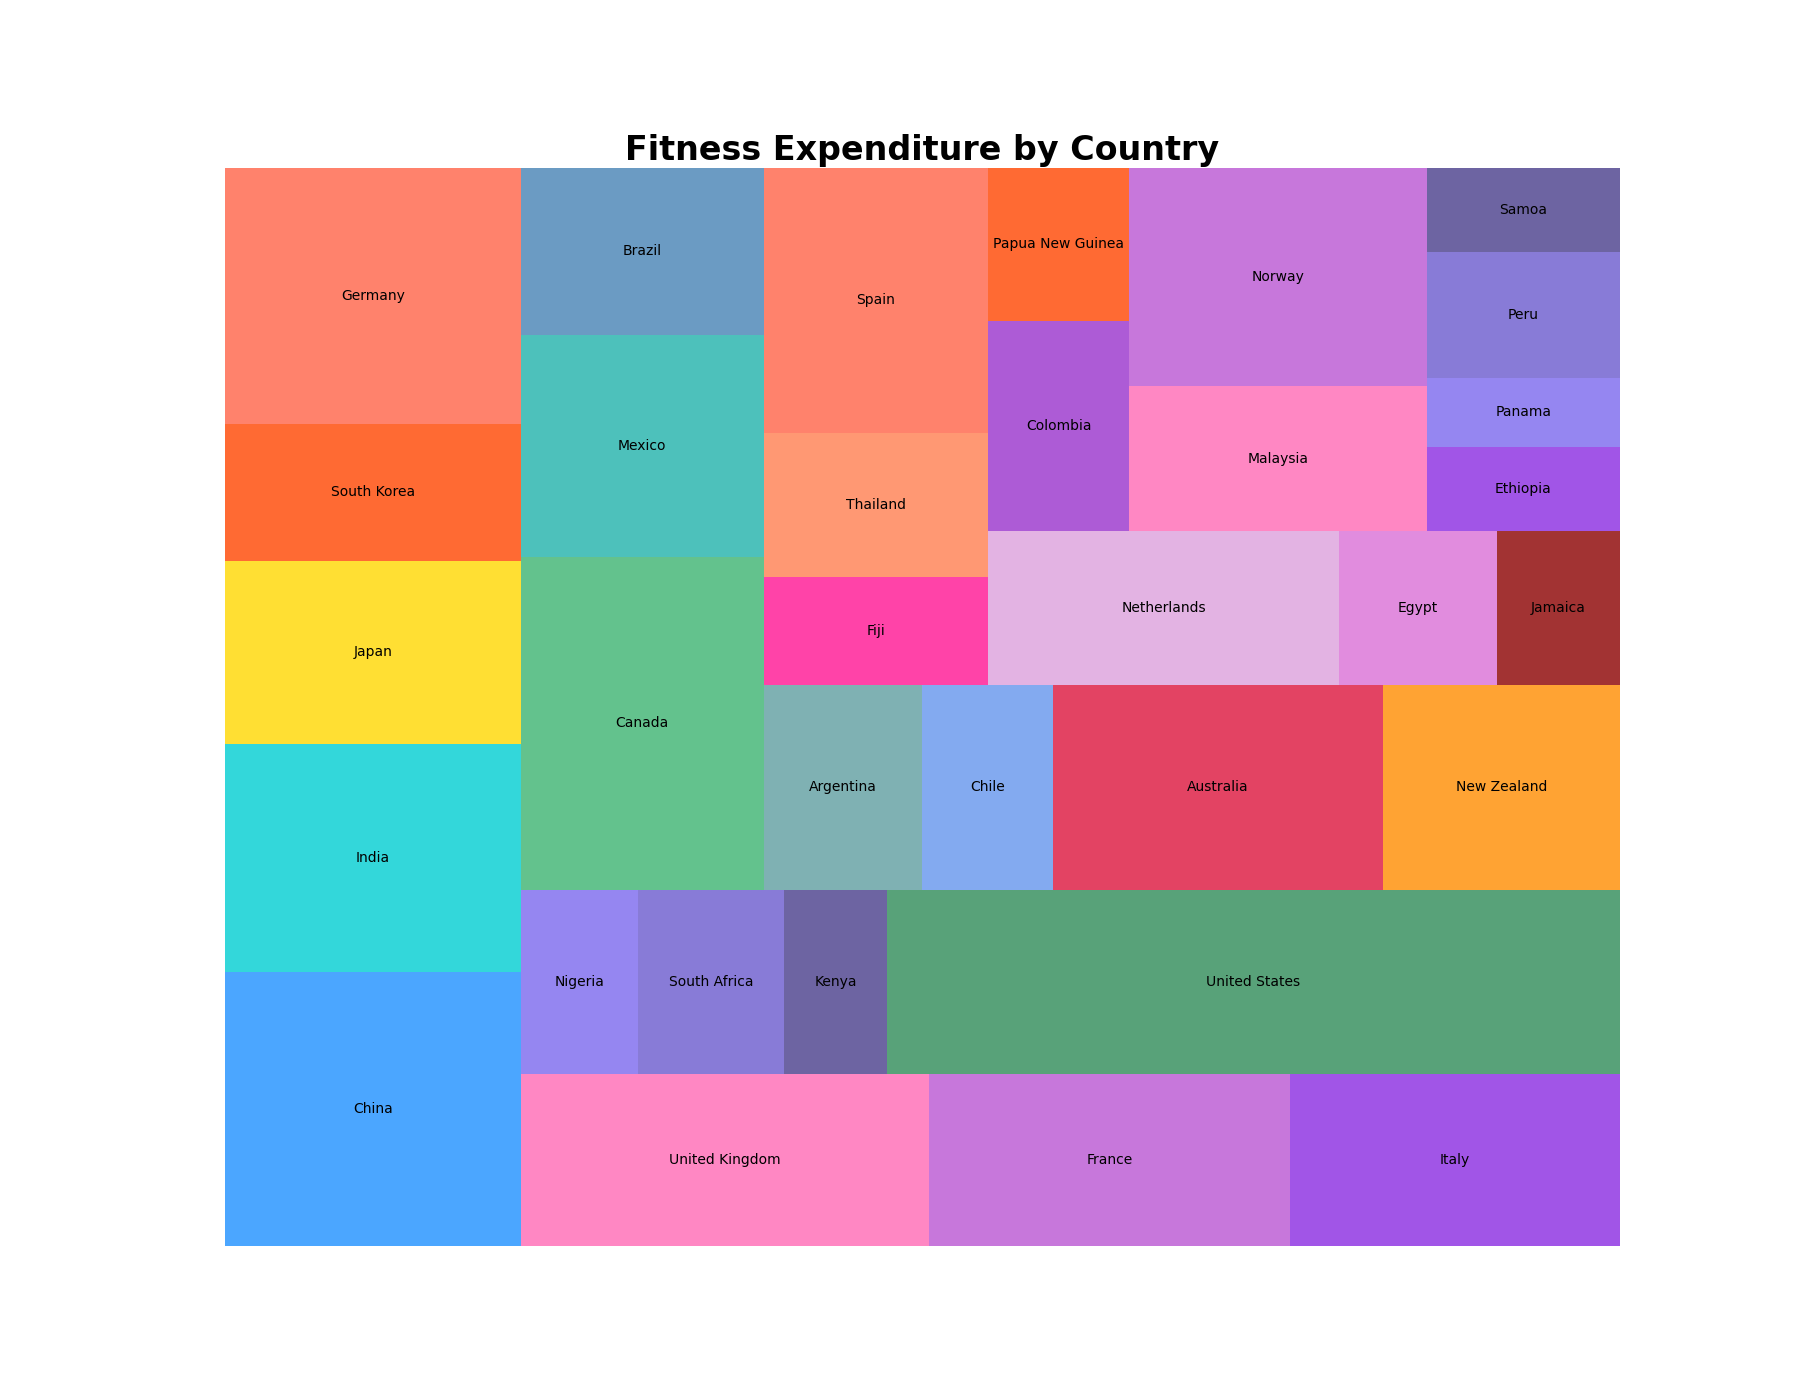 Fitness Expenditure by Country
Germany
South Korea
Japan
India
China
Brazil
Mexico
Canada
Spain
Thailand
Fiji
Papua New Guinea
Colombia
Norway
Malaysia
Samoa
Peru
Panama
Ethiopia
Netherlands
Egypt
Jamaica
Argentina
Chile
Australia
New Zealand
Nigeria
South Africa
Kenya
United States
United Kingdom
France
Italy